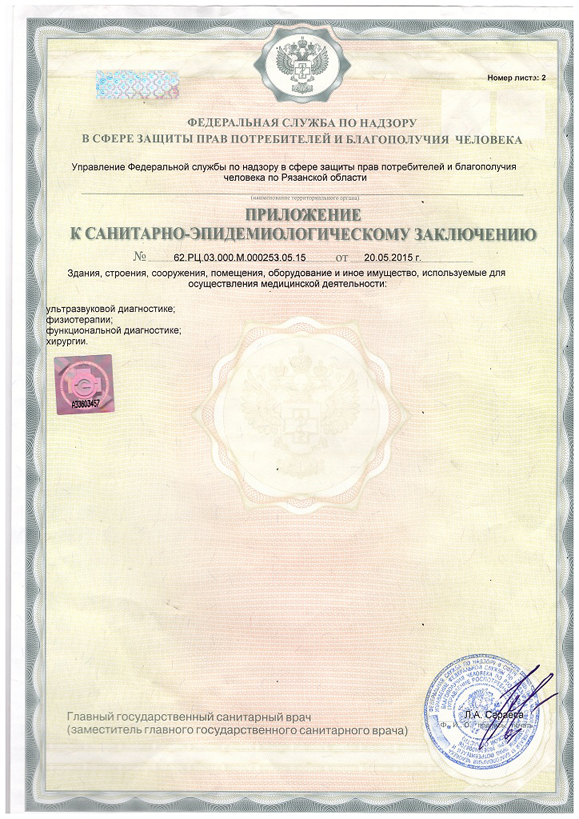 Номер листа: 2
ФЕДЕРАЛЬНАЯ СЛУЖБА ПО НАДЗОРУ
В СФЕРЕ ЗАЩИТЫ ПРАВ ПОТРЕБИТЕЛЕЙ И БЛАГОПОЛУЧИЯ ЧЕЛОВЕКА
Управление Федеральной службы по надзору в сфере защиты прав потребителей и благополучия
человека по Рязанской области
(наименование территориального органа)
ПРИЛОЖЕНИЕ
К САНИТАРНО-ЭПИДЕМИОЛОГИЧЕСКОМУ ЗАКЛЮЧЕНИЮ
№ 62.РЦ.03.000.М.000253.05.15 от 20.05.2015 г.
Здания, строения, сооружения, помещения, оборудование и иное имущество, используемые для
осуществления медицинской деятельности:
ультразвуковой диагностике;
физиотерапии;
функциональной диагностике;
хирургии.
А33603457
Главный государственный санитарный врач
(заместитель главного государственного санитарного врача)
Л.А.